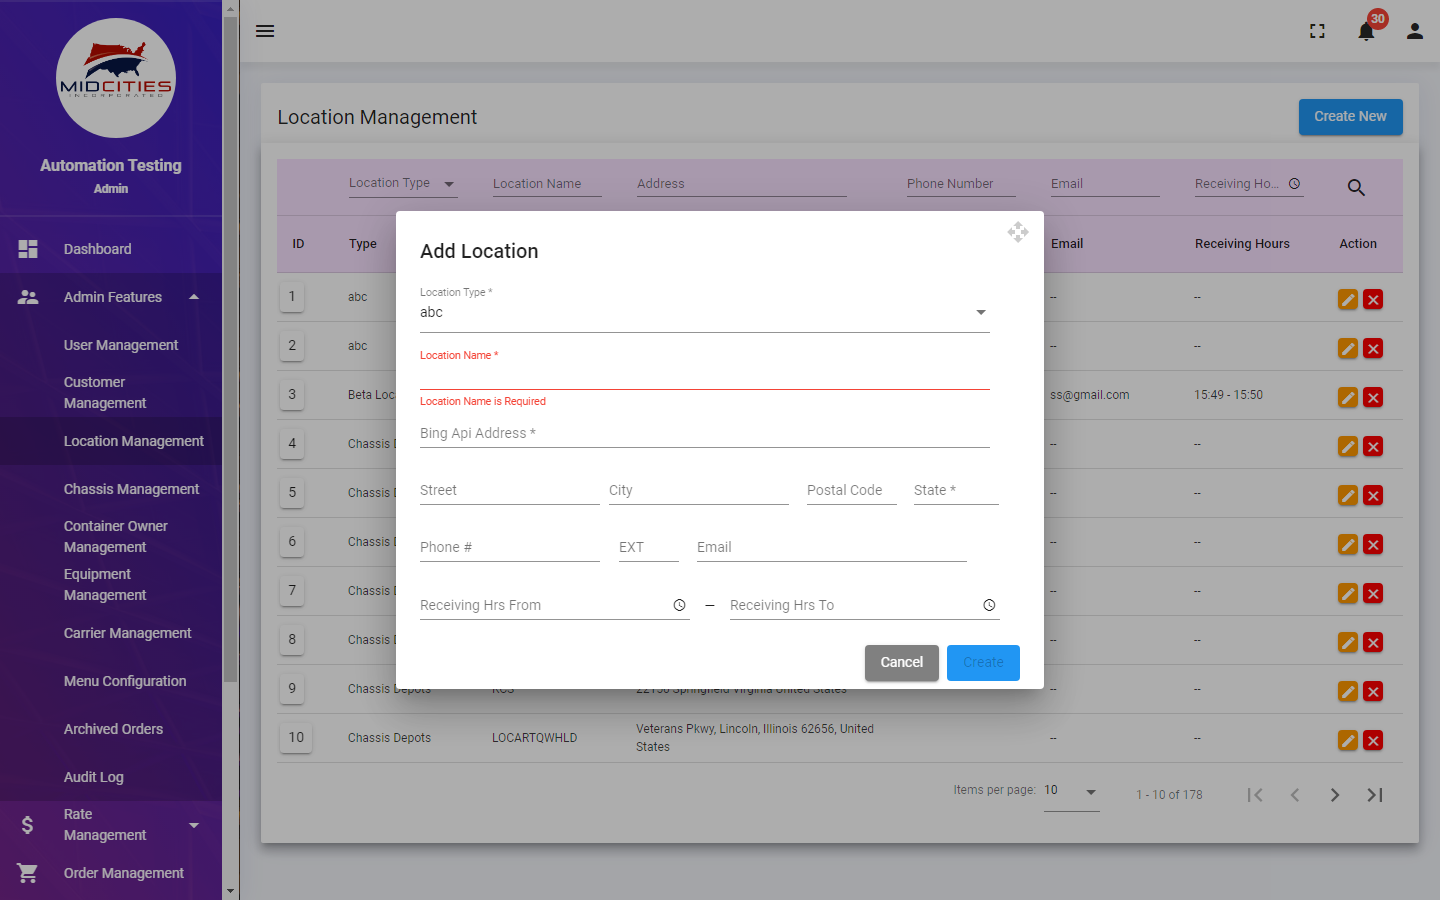 MIDCITIES
INCORPORATED
Automation Testing
Admin
Dashboard
Admin Features
User Management
Customer
Management
Location Management
Chassis Management
Container Owner
Management
Equipment
Management
Carrier Management
Menu Configuration
Archived Orders
Audit Log
Rate
Management
Order Management
30
Location Management
Create New
Location Type
Location Name
Address
Phone Number
Email
Receiving Ho...
ID
Type
Email
Receiving Hours
Action
1
abc
--
--
2
abc
--
--
3
Beta Loc
ss@gmail.com
15:49 - 15:50
4
Chassis
--
--
5
Chassis
--
--
6
Chassis
--
--
7
Chassis
--
--
8
Chassis
--
--
9
Chassis Depots
22150 Springfield Virginia United States
--
--
10
Chassis Depots
LOCARTQWHLD
Veterans Pkwy, Lincoln, Illinois 62656, United
States
--
--
Items per page:
10
1 - 10 of 178
Add Location
Location Type *
abc
Location Name *
Location Name is Required
Bing Api Address *
Street
City
Postal Code
State *
Phone #
EXT
Email
Receiving Hrs From
–
Receiving Hrs To
Cancel
Create